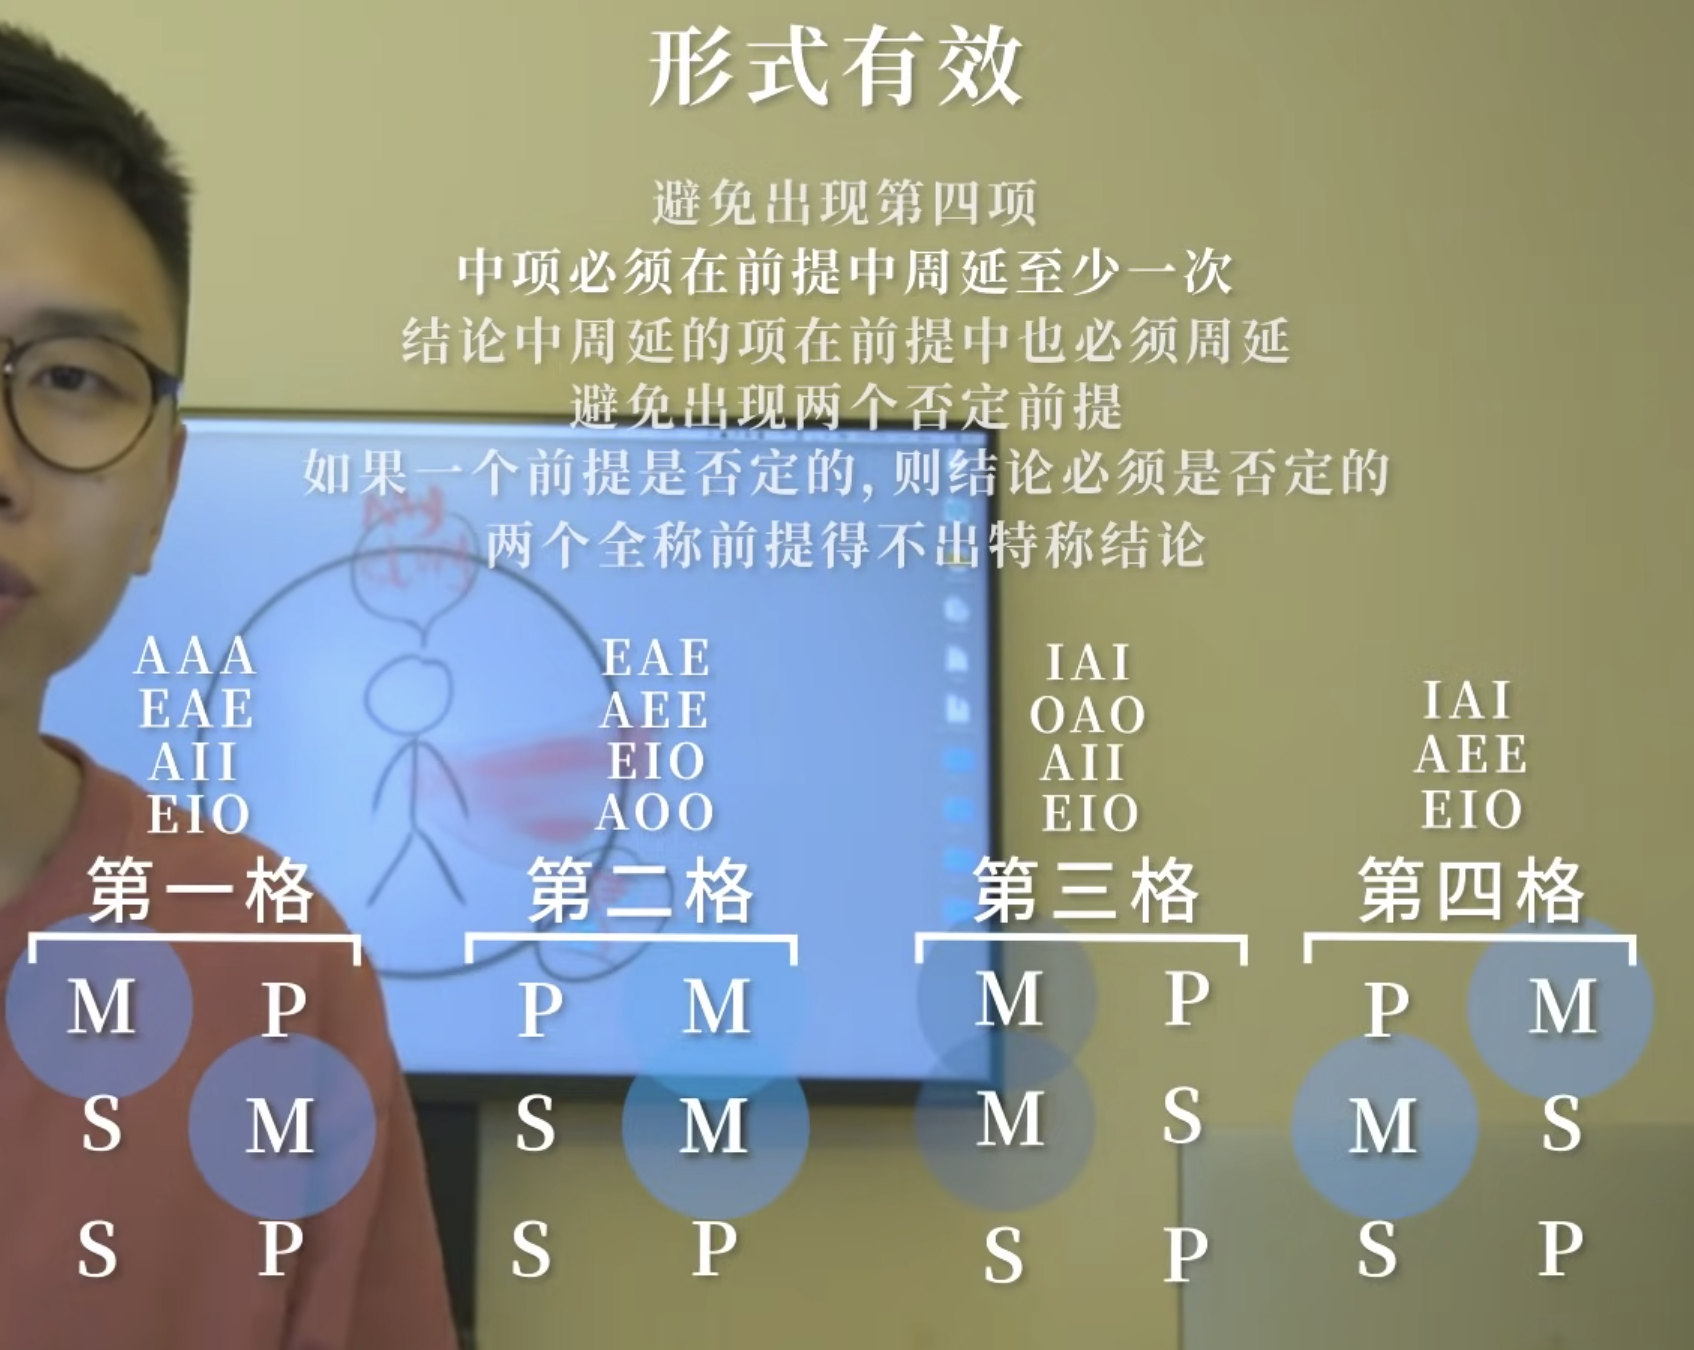 形式有效
避免出现第四项
中项必须在前提中周延至少一次
结论中周延的项在前提中也必须周延
避免出现两个否定前提
如果一个前提是否定的, 则结论必须是否定的
两个全称前提得不出特称结论
AAA
EAE
AII
EIO
第一格
M P
S M
S P
EAE
AEE
EIO
AOO
第二格
P M
S M
S P
IAI
OAO
AII
EIO
第三格
M P
M S
S P
IAI
AEE
EIO
第四格
P M
M S
S P